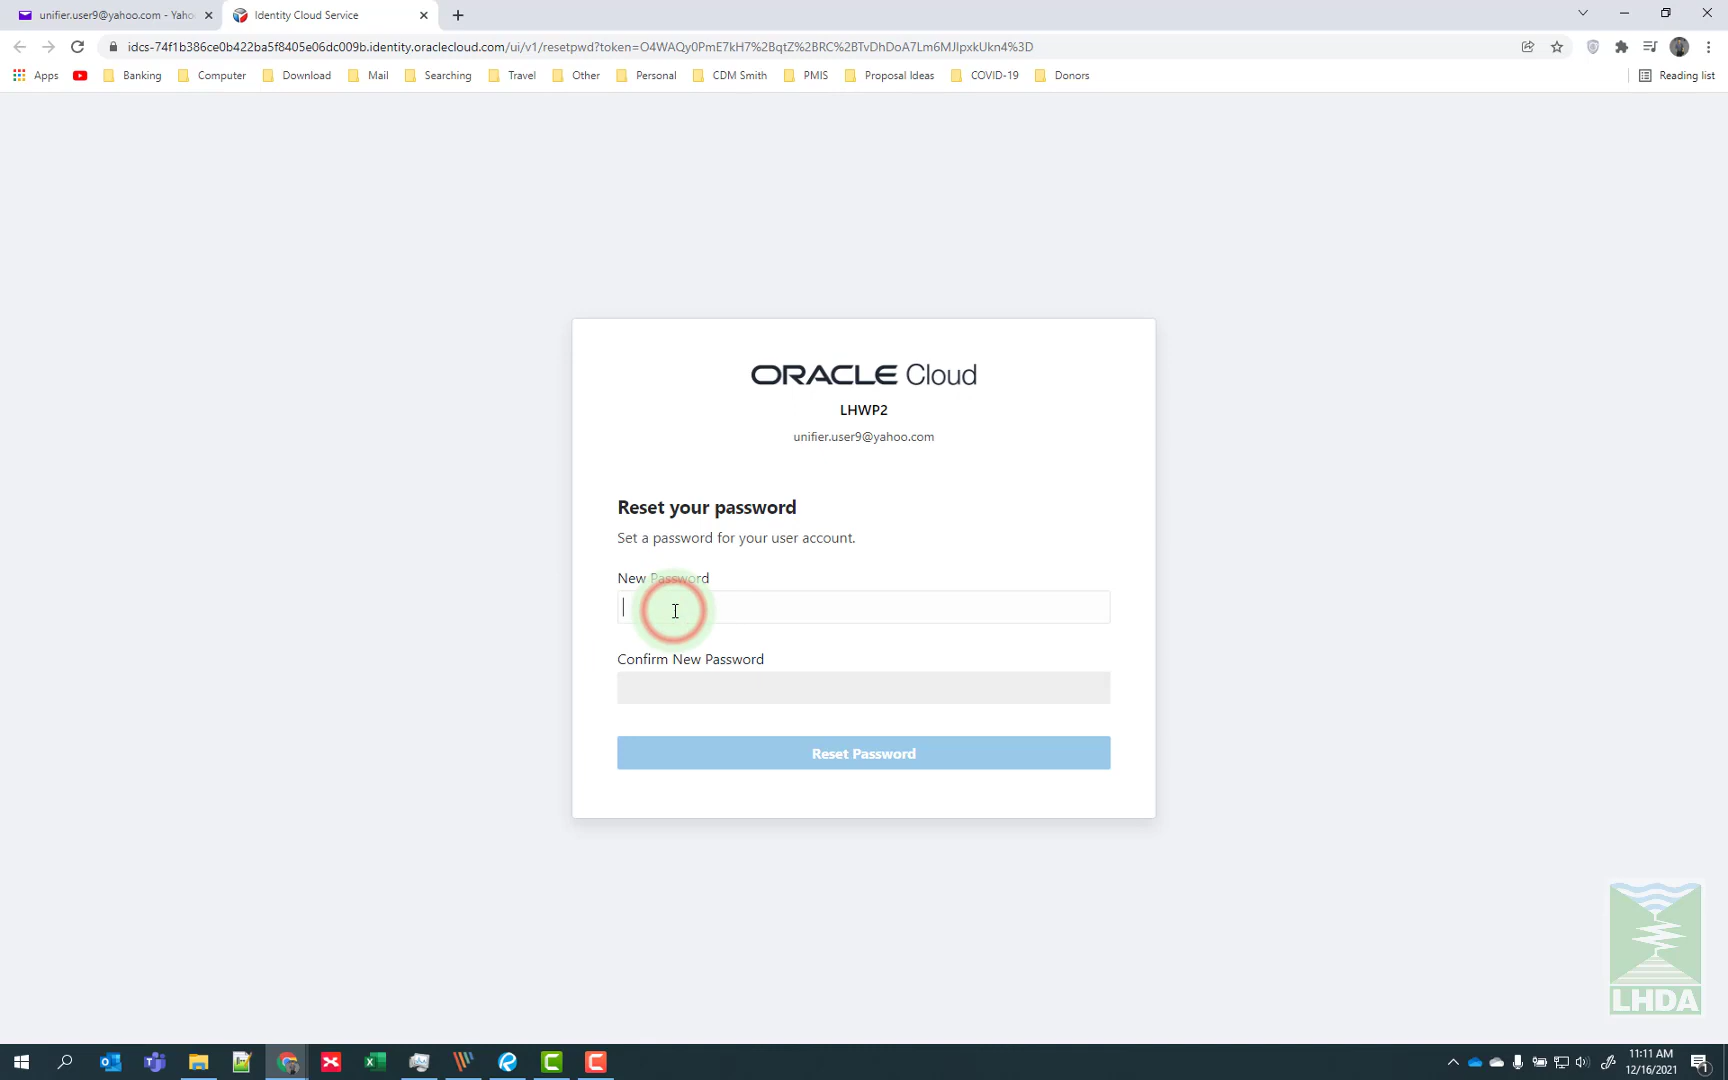 unifier.user9@yahoo.com - Yaho
Identity Cloud Service
idcs-74f1b386ce0b422ba5f8405e06dc009b.identity.oraclecloud.com/ui/v1/resetpwd?token=O4WAQy0PmE7kH7%2BqtZ%2BRC%2BTvDhDoA7Lm6MJlpxkUkn4%3D
Apps Banking Computer Download Mail Searching Travel Other Personal CDM Smith PMIS Proposal Ideas COVID-19 Donors Reading list
ORACLE Cloud
LHWP2
unifier.user9@yahoo.com
Reset your password
Set a password for your user account.
New Password
Confirm New Password
Reset Password
LHDA
11:11 AM
12/16/2021